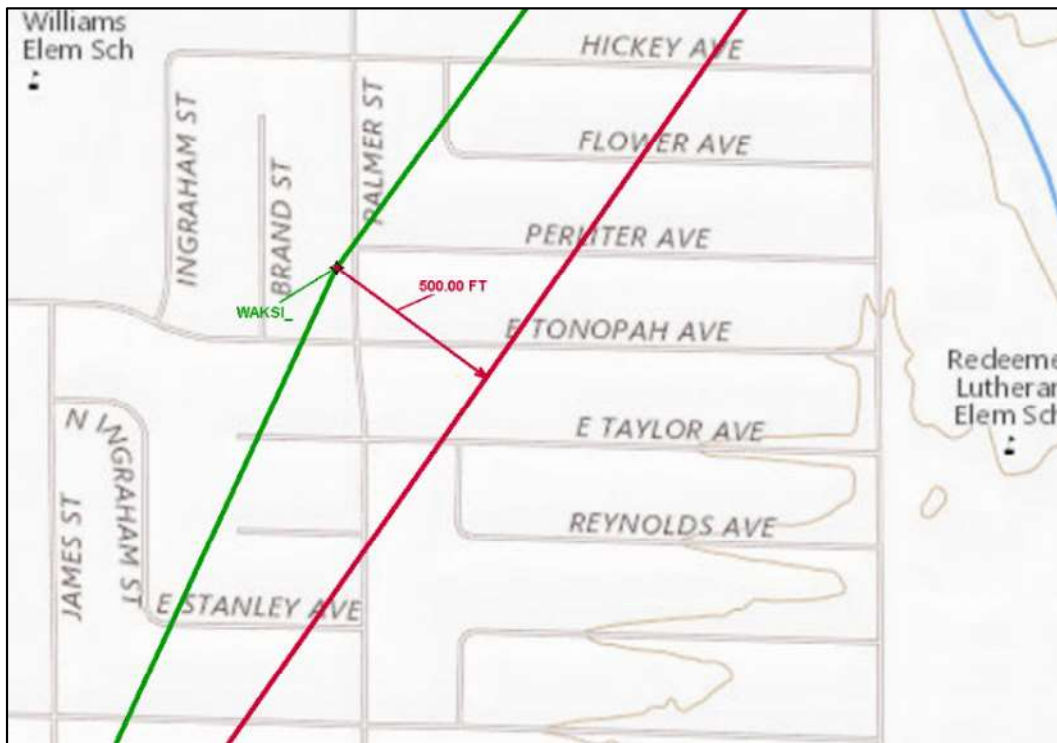 Williams
Elem Sch
HICKEY AVE
INGRAHAM ST
PALMER ST
FLOWER AVE
BRAND ST
PERLITER AVE
500.00 FT
WAKSI_
E TONOPAH AVE
Redeeme
Lutheran
Elem Sch
N INGRAHAM ST
E TAYLOR AVE
JAMES ST
REYNOLDS AVE
E STANLEY AVE